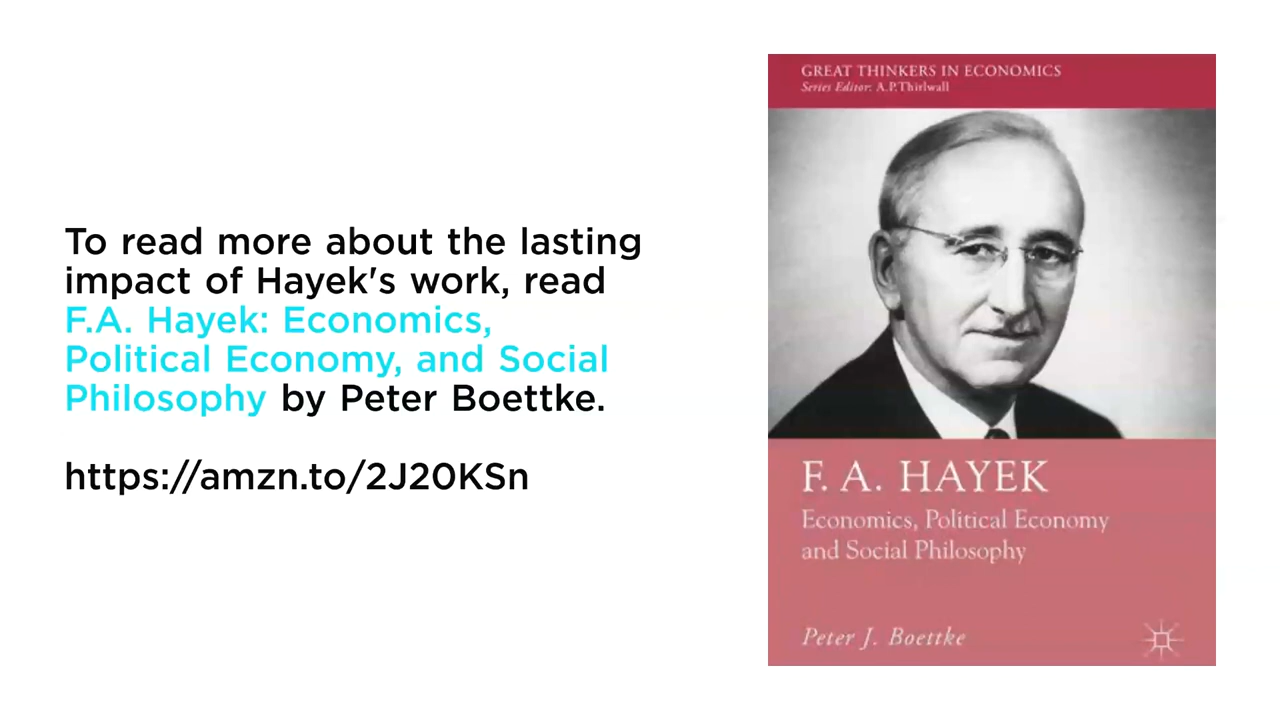 To read more about the lasting
impact of Hayek's work, read
F.A. Hayek: Economics,
Political Economy, and Social
Philosophy by Peter Boettke.
https://amzn.to/2J20KSn
GREAT THINKERS IN ECONOMICS
Series Editor: A.P.Thirlwall
F. A. HAYEK
Economics, Political Economy
and Social Philosophy
Peter J. Boettke